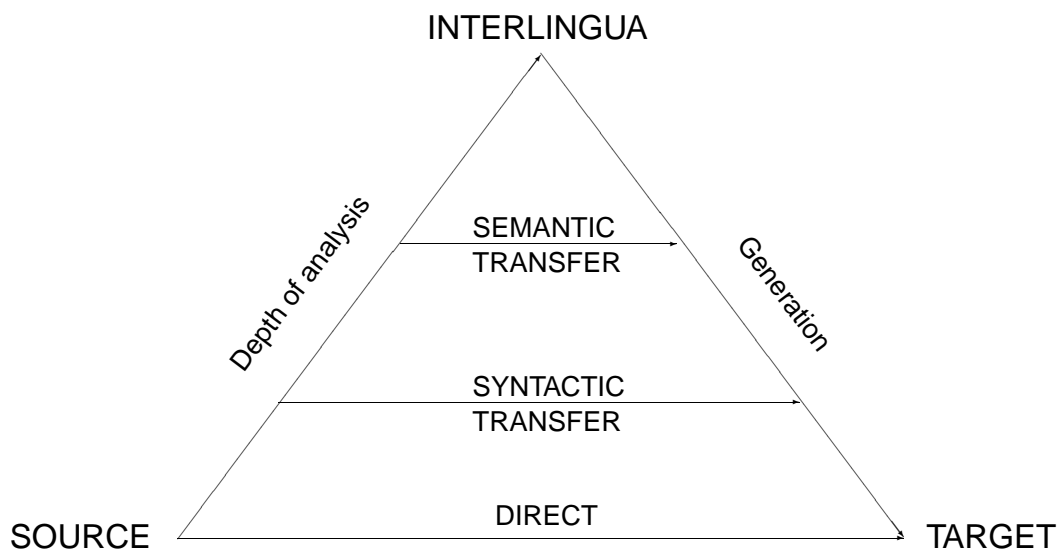 INTERLINGUA
Depth of analysis
SEMANTIC
TRANSFER
Generation
SYNTACTIC
TRANSFER
SOURCE
DIRECT
TARGET